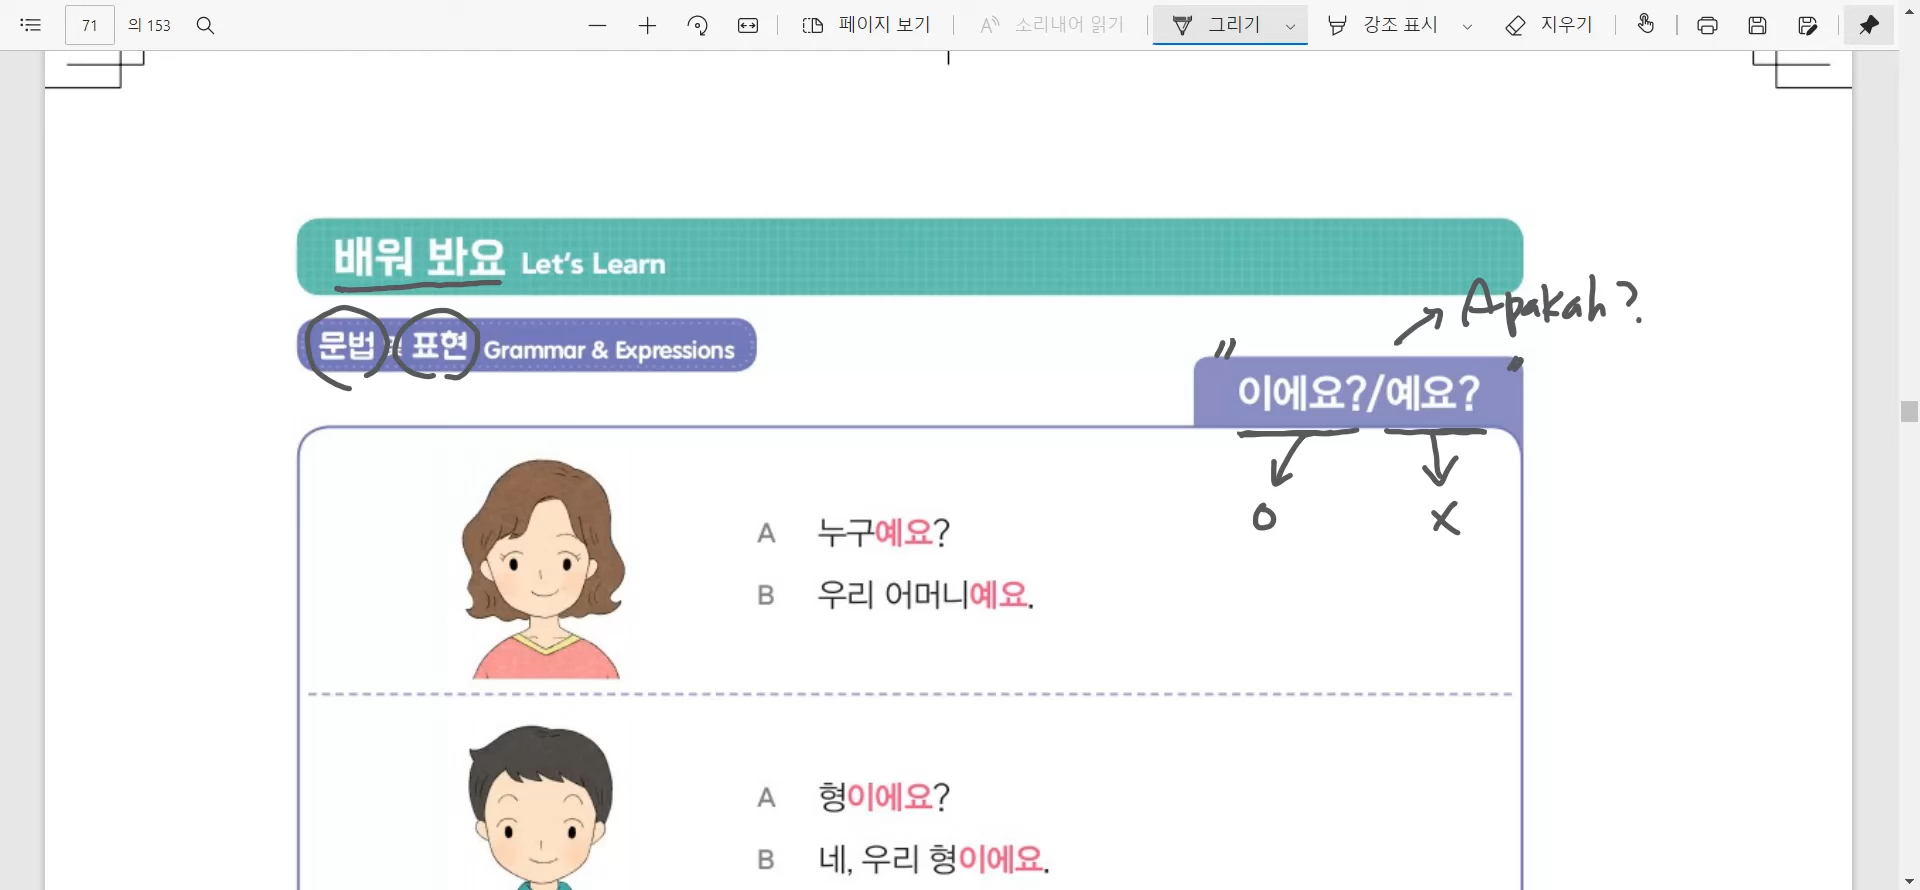 71 의 153 페이지 보기 소리내어 읽기 그리기 강조 표시 지우기
배워 봐요 Let's Learn
Apakah?
문법 표현 Grammar & Expressions
" 이에요?/예요? "
O X
A 누구예요?
B 우리 어머니예요.
A 형이에요?
B 네, 우리 형이에요.